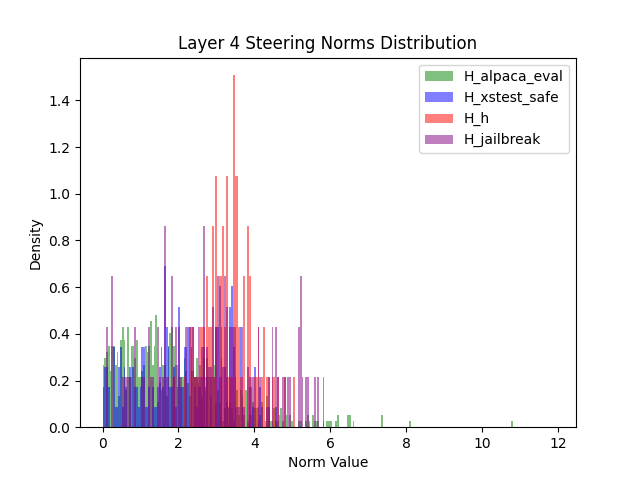 Layer 4 Steering Norms Distribution
H_alpaca_eval
H_xstest_safe
H_h
H_jailbreak
Density
1.4
1.2
1.0
0.8
0.6
0.4
0.2
0.0
0 2 4 6 8 10 12
Norm Value